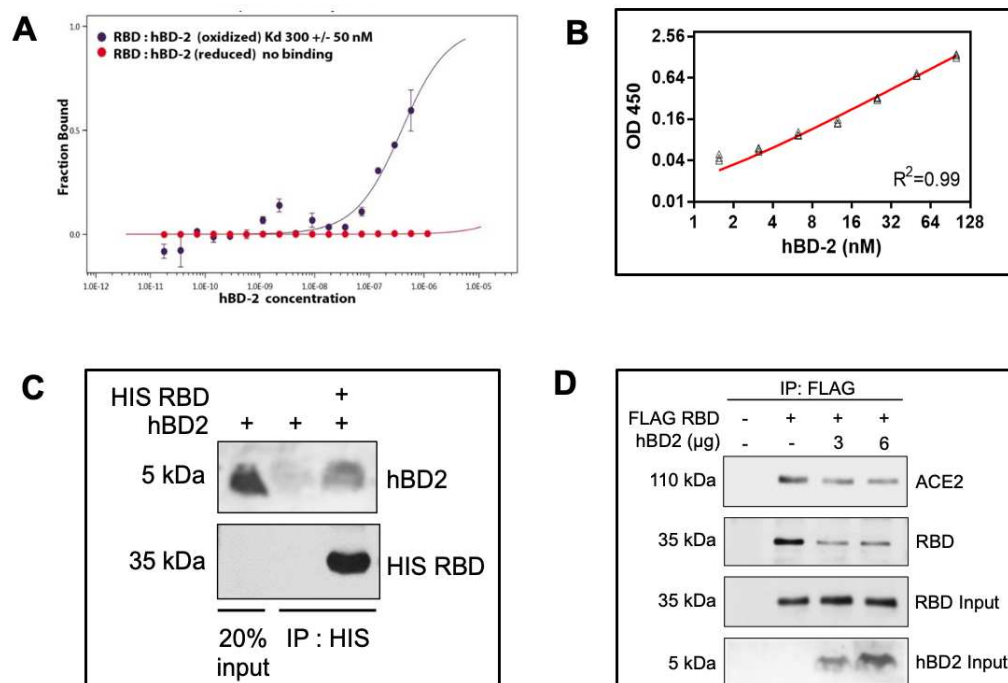 A
RBD : hBD-2 (oxidized) Kd 300 +/- 50 nM
RBD : hBD-2 (reduced) no binding
Fraction Bound
1.0
0.5
0.0
1.0E-12 1.0E-11 1.0E-10 1.0E-09 1.0E-08 1.0E-07 1.0E-06 1.0E-05
hBD-2 concentration
B
OD 450
2.56
0.64
0.16
0.04
0.01
R2=0.99
1 2 4 8 16 32 64 128
hBD-2 (nM)
C
HIS RBD +
hBD2 + + +
5 kDa hBD2
35 kDa HIS RBD
20% input
IP : HIS
D
IP: FLAG
FLAG RBD - + + +
hBD2 (µg) - - 3 6
110 kDa ACE2
35 kDa RBD
35 kDa RBD Input
5 kDa hBD2 Input